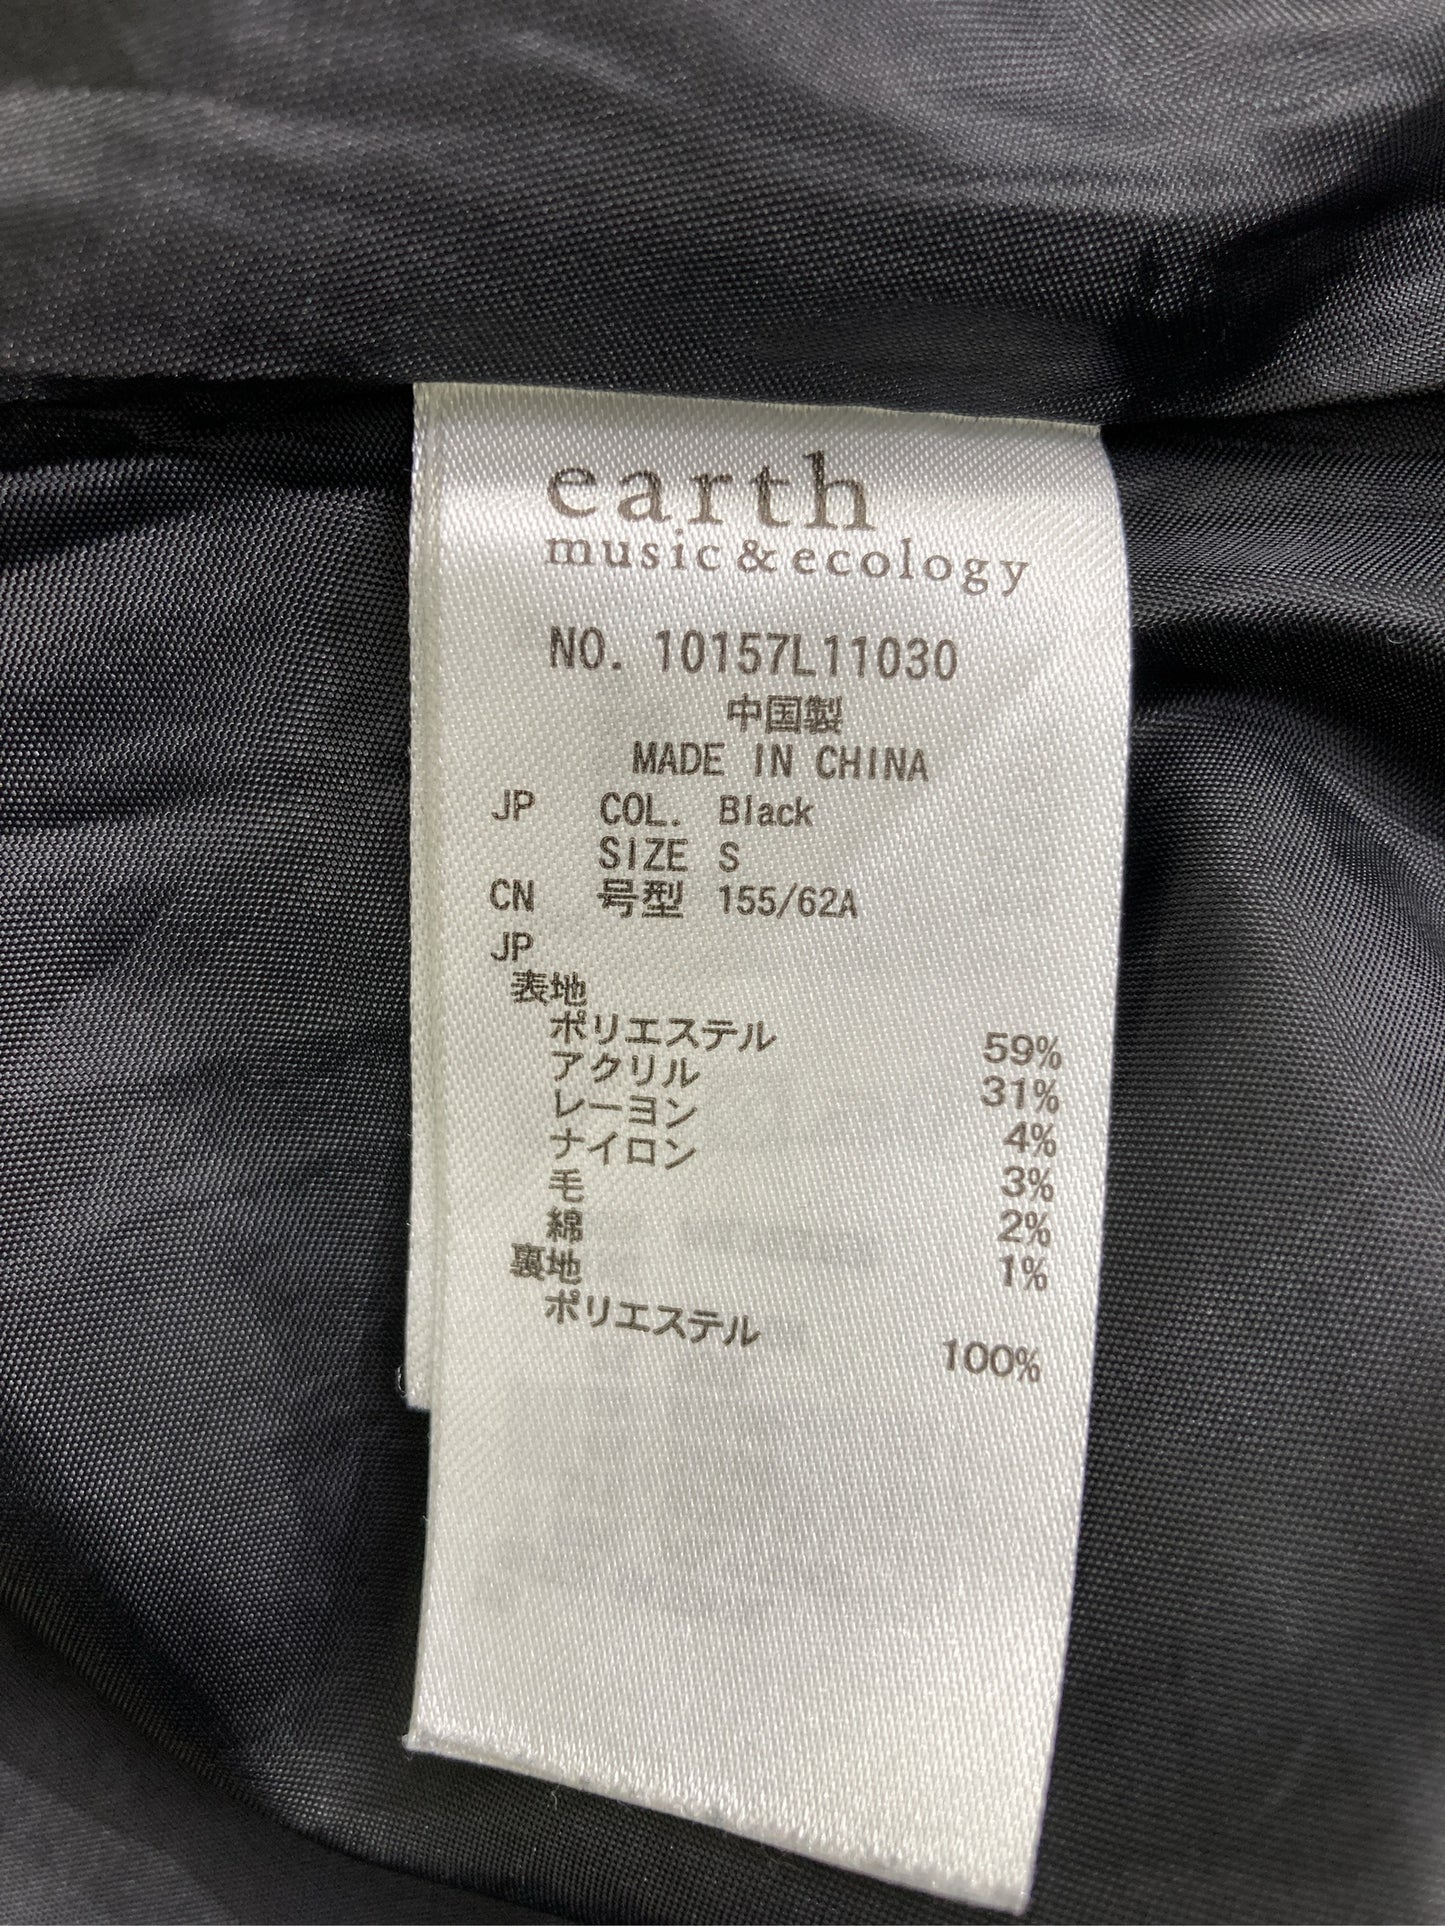 earth
music & ecology
NO. 10157L11030
中国製
MADE IN CHINA
JP COL. Black
SIZE S
CN 号型 155/62A
JP
表地
ポリエステル 59%
アクリル 31%
レーヨン 4%
ナイロン 3%
毛 2%
綿 1%
裏地
ポリエステル 100%